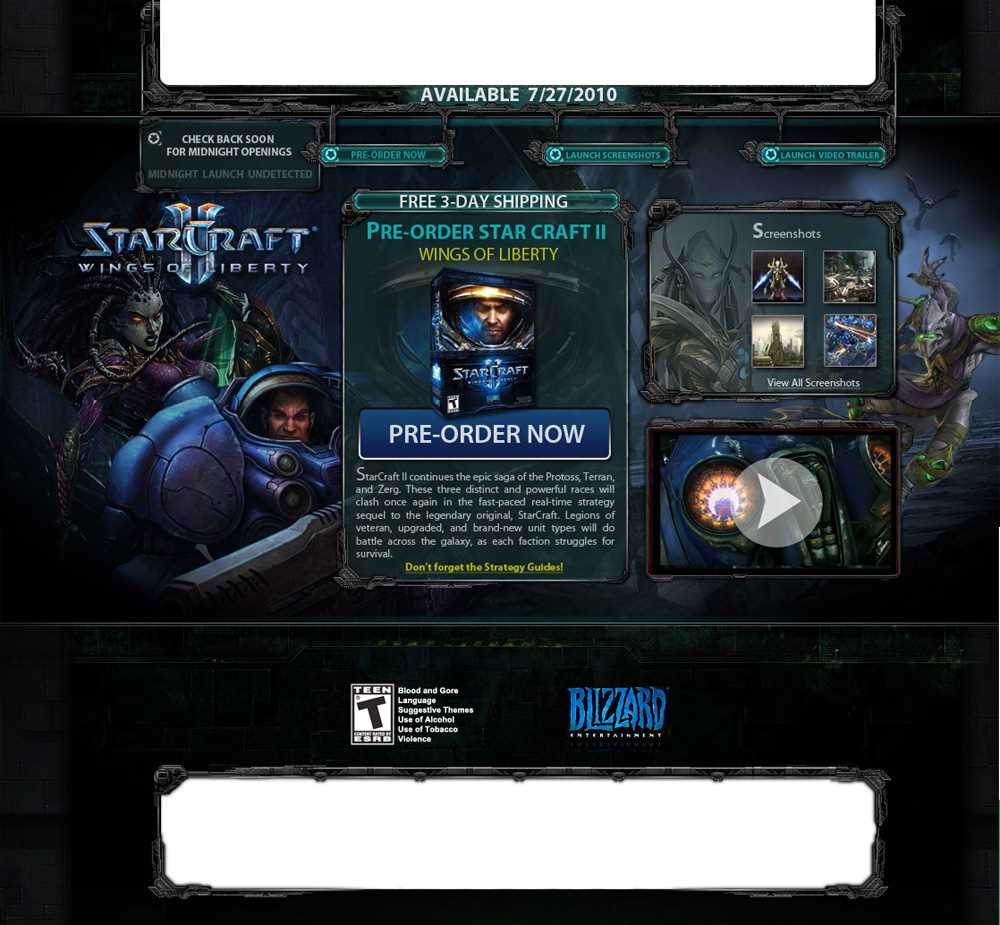 AVAILABLE 7/27/2010
CHECK BACK SOON
FOR MIDNIGHT OPENINGS
MIDNIGHT LAUNCH UNDETECTED
PRE-ORDER NOW
LAUNCH SCREENSHOTS
LAUNCH VIDEO TRAILER
STARCRAFT
II
WINGS OF LIBERTY
FREE 3-DAY SHIPPING
PRE-ORDER STAR CRAFT II
WINGS OF LIBERTY
STARCRAFT
II
WINGS OF LIBERTY
PRE-ORDER NOW
StarCraft II continues the epic saga of the Protoss, Terran,
and Zerg. These three distinct and powerful races will
clash once again in the fast-paced real-time strategy
sequel to the legendary original, StarCraft. Legions of
veteran, upgraded, and brand-new unit types will do
battle across the galaxy, as each faction struggles for
survival.
Don't forget the Strategy Guides!
Screenshots
View All Screenshots
TEEN
T
CONTENT RATED BY
ESRB
Blood and Gore
Language
Suggestive Themes
Use of Alcohol
Use of Tobacco
Violence
BLIZZARD
ENTERTAINMENT